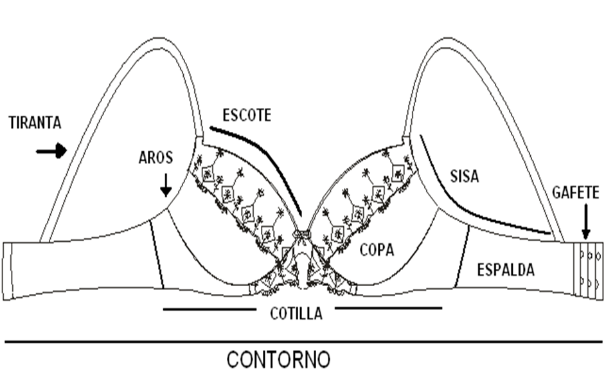 ESCOTE
TIRANTA
AROS
SISA
GAFETE
COPA
ESPALDA
COTILLA
CONTORNO